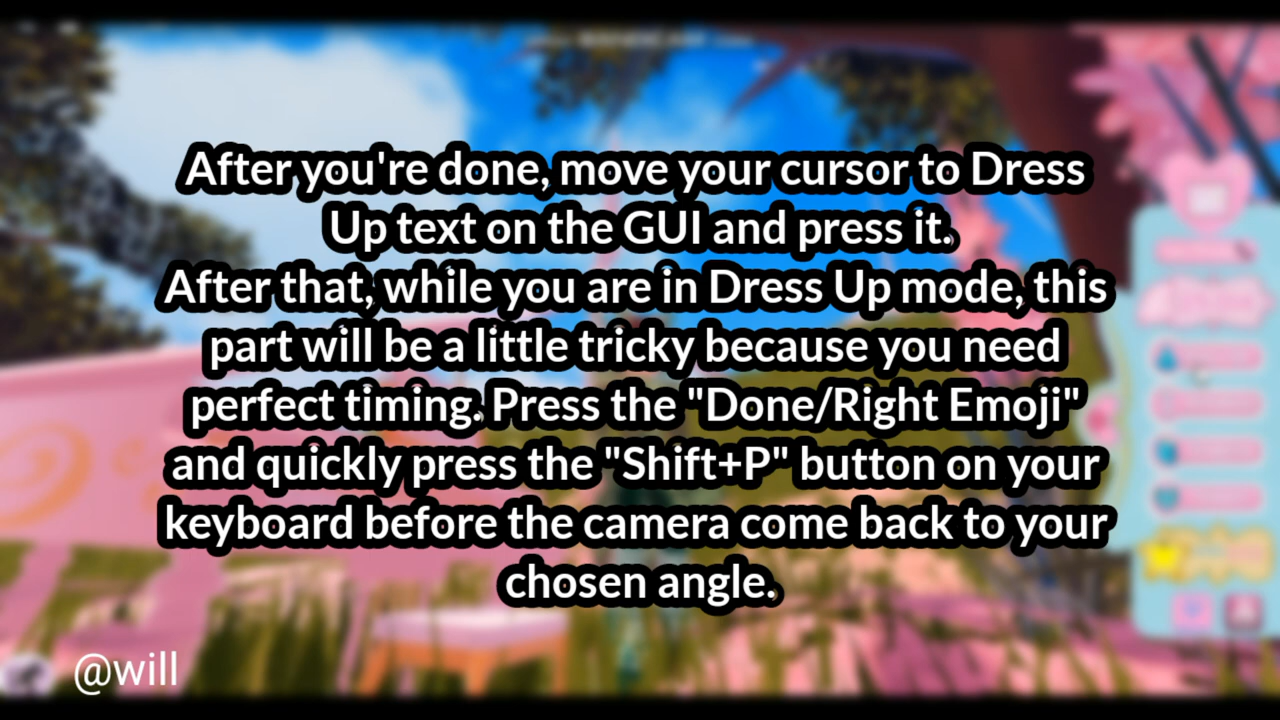 After you're done, move your cursor to Dress
Up text on the GUI and press it.
After that, while you are in Dress Up mode, this
part will be a little tricky because you need
perfect timing. Press the "Done/Right Emoji"
and quickly press the "Shift+P" button on your
keyboard before the camera come back to your
chosen angle.
@will